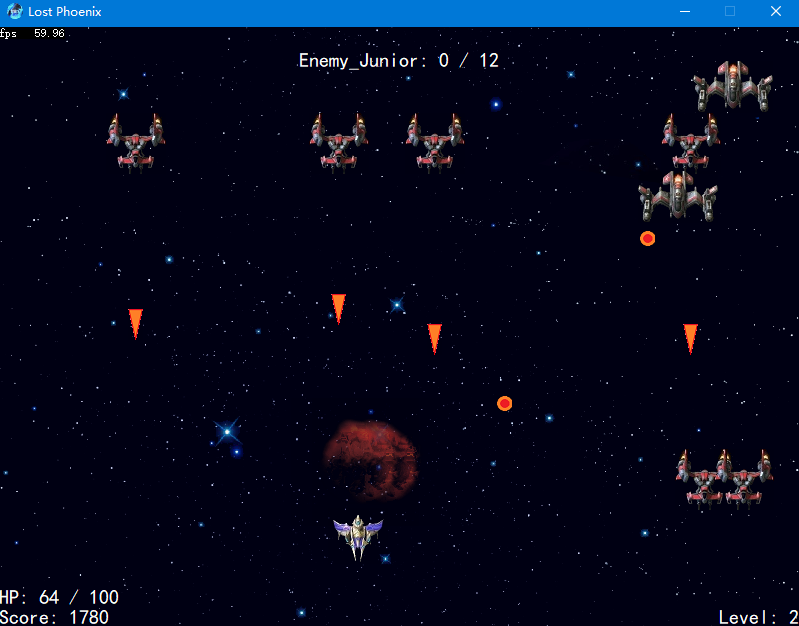 Lost Phoenix
fps 59.96
Enemy_Junior: 0 / 12
HP: 64 / 100
Score: 1780
Level: 2